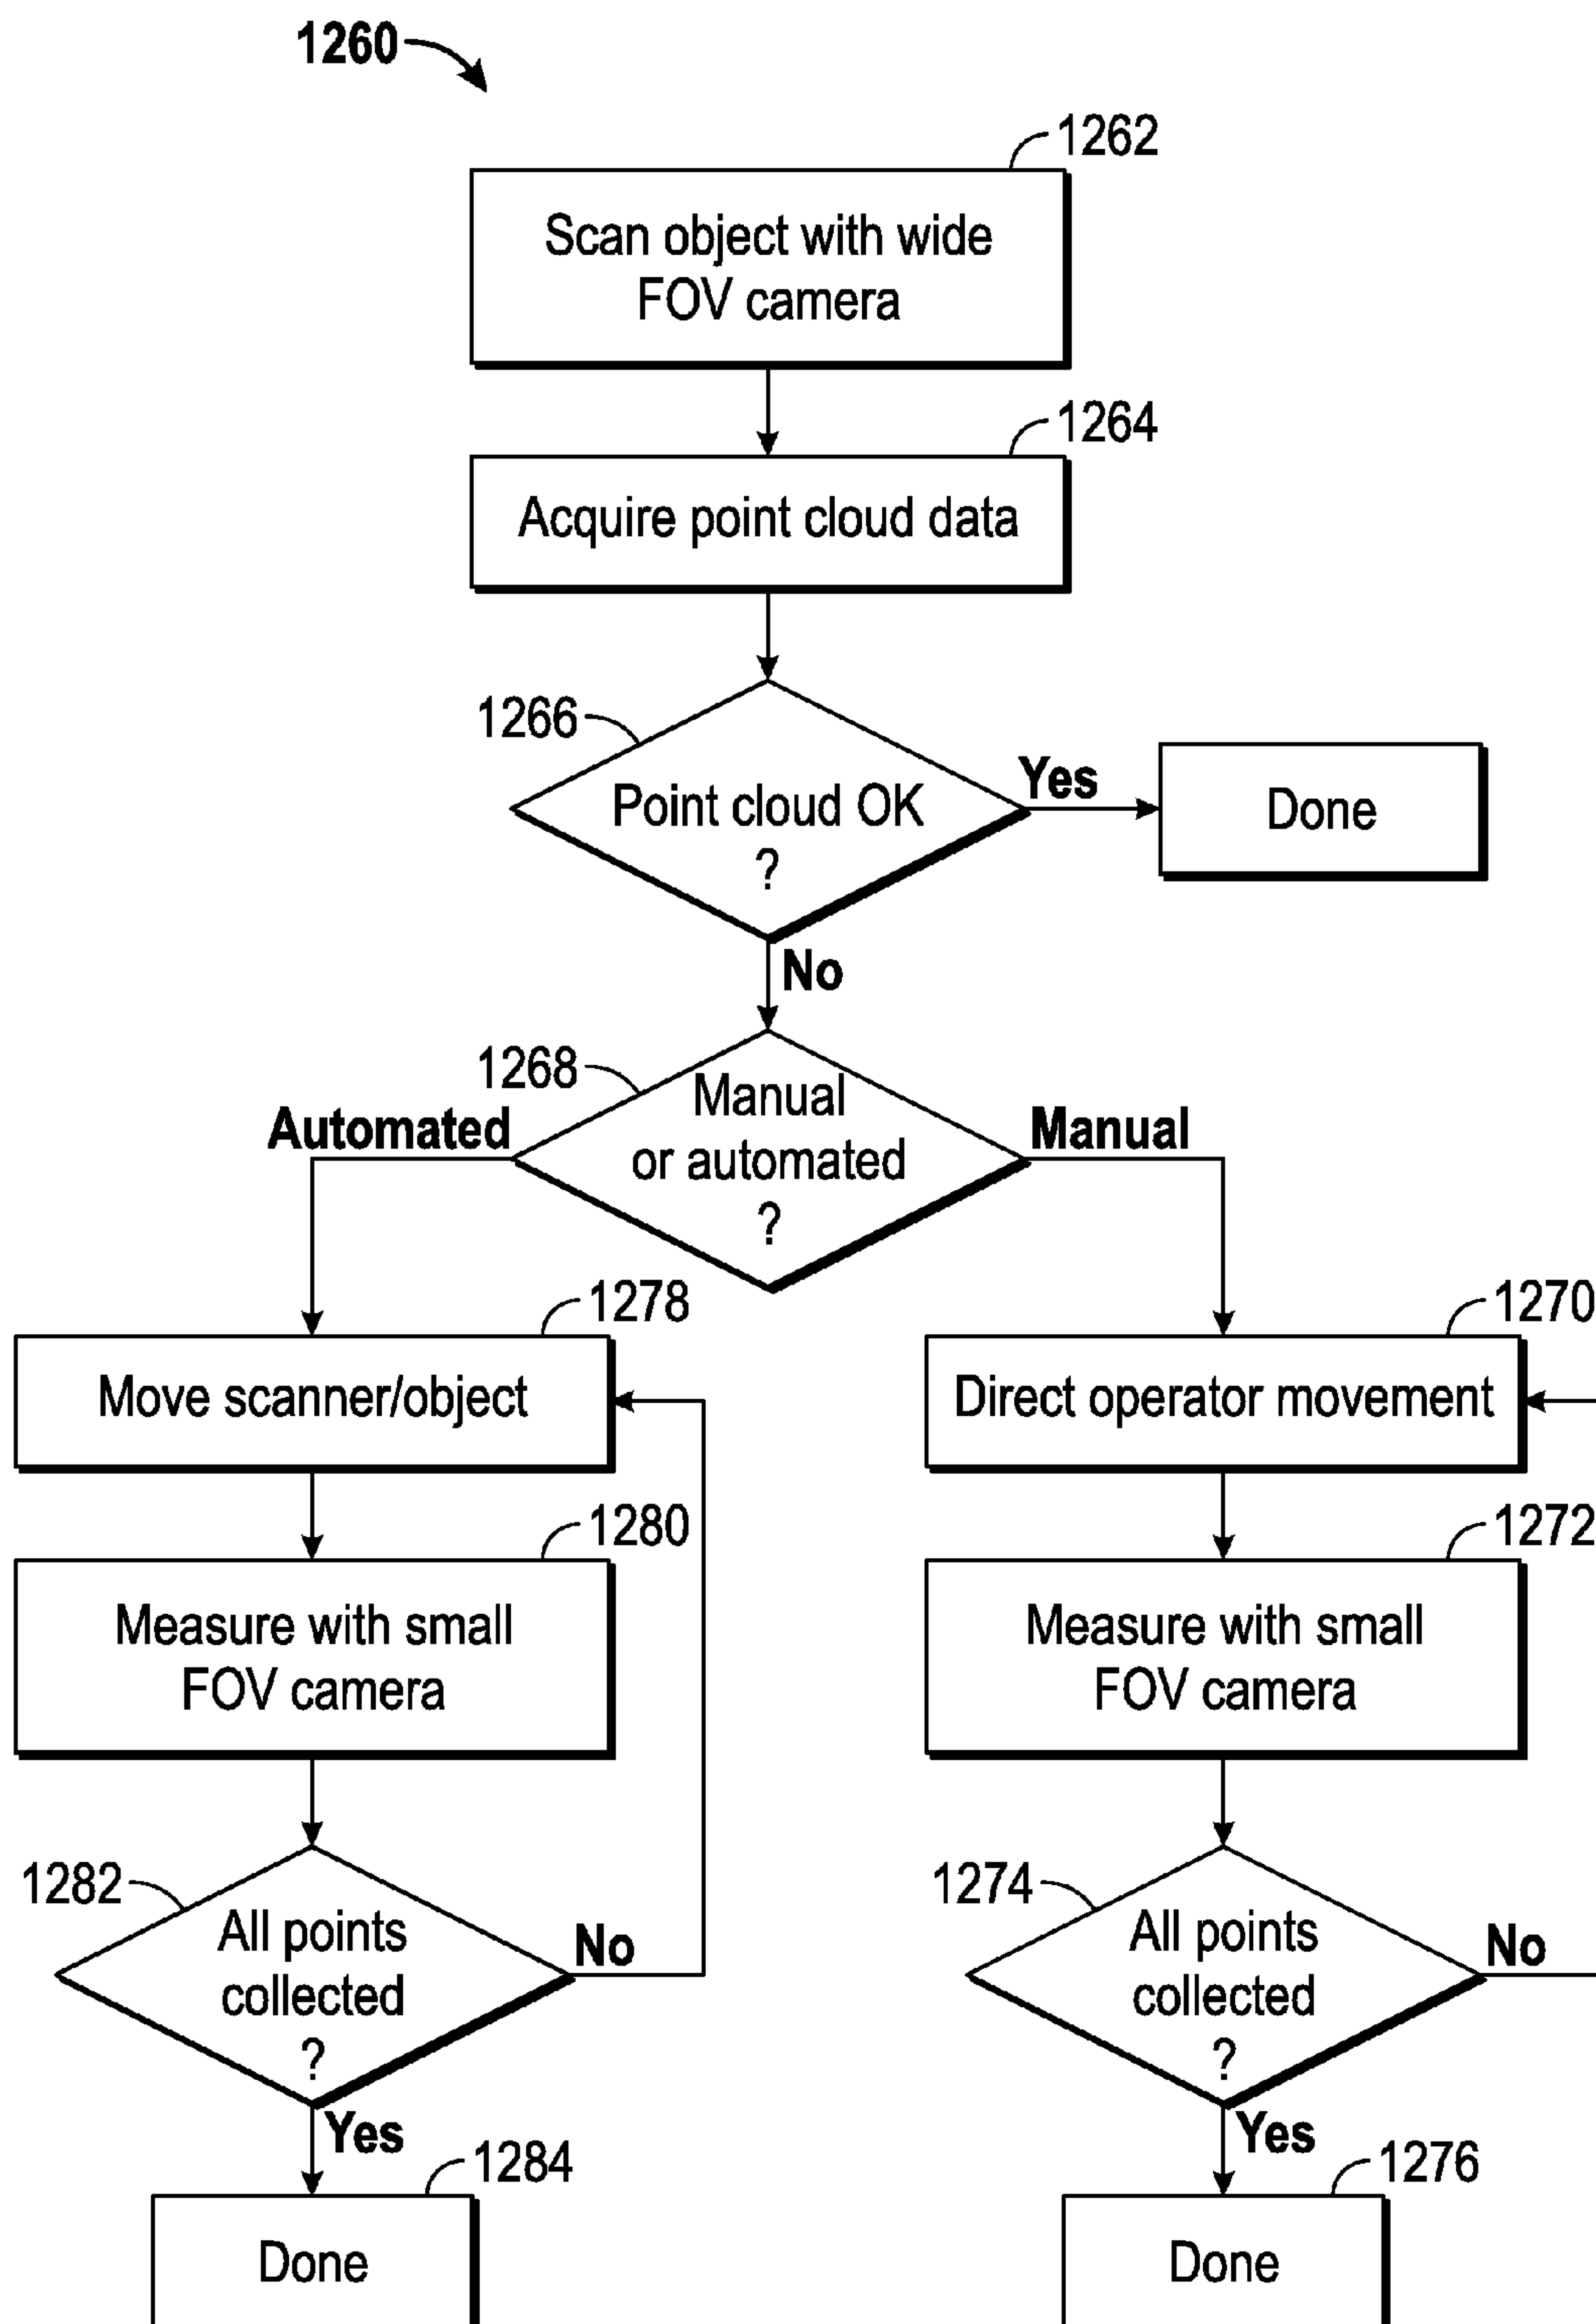 1260
1262
Scan object with wide
FOV camera
1264
Acquire point cloud data
1266
Point cloud OK
?
Yes
Done
No
1268
Manual
or automated
?
Automated
Manual
1278
Move scanner/object
1270
Direct operator movement
1280
Measure with small
FOV camera
1272
Measure with small
FOV camera
1282
All points
collected
?
No
1274
All points
collected
?
No
Yes
1284
Done
Yes
1276
Done